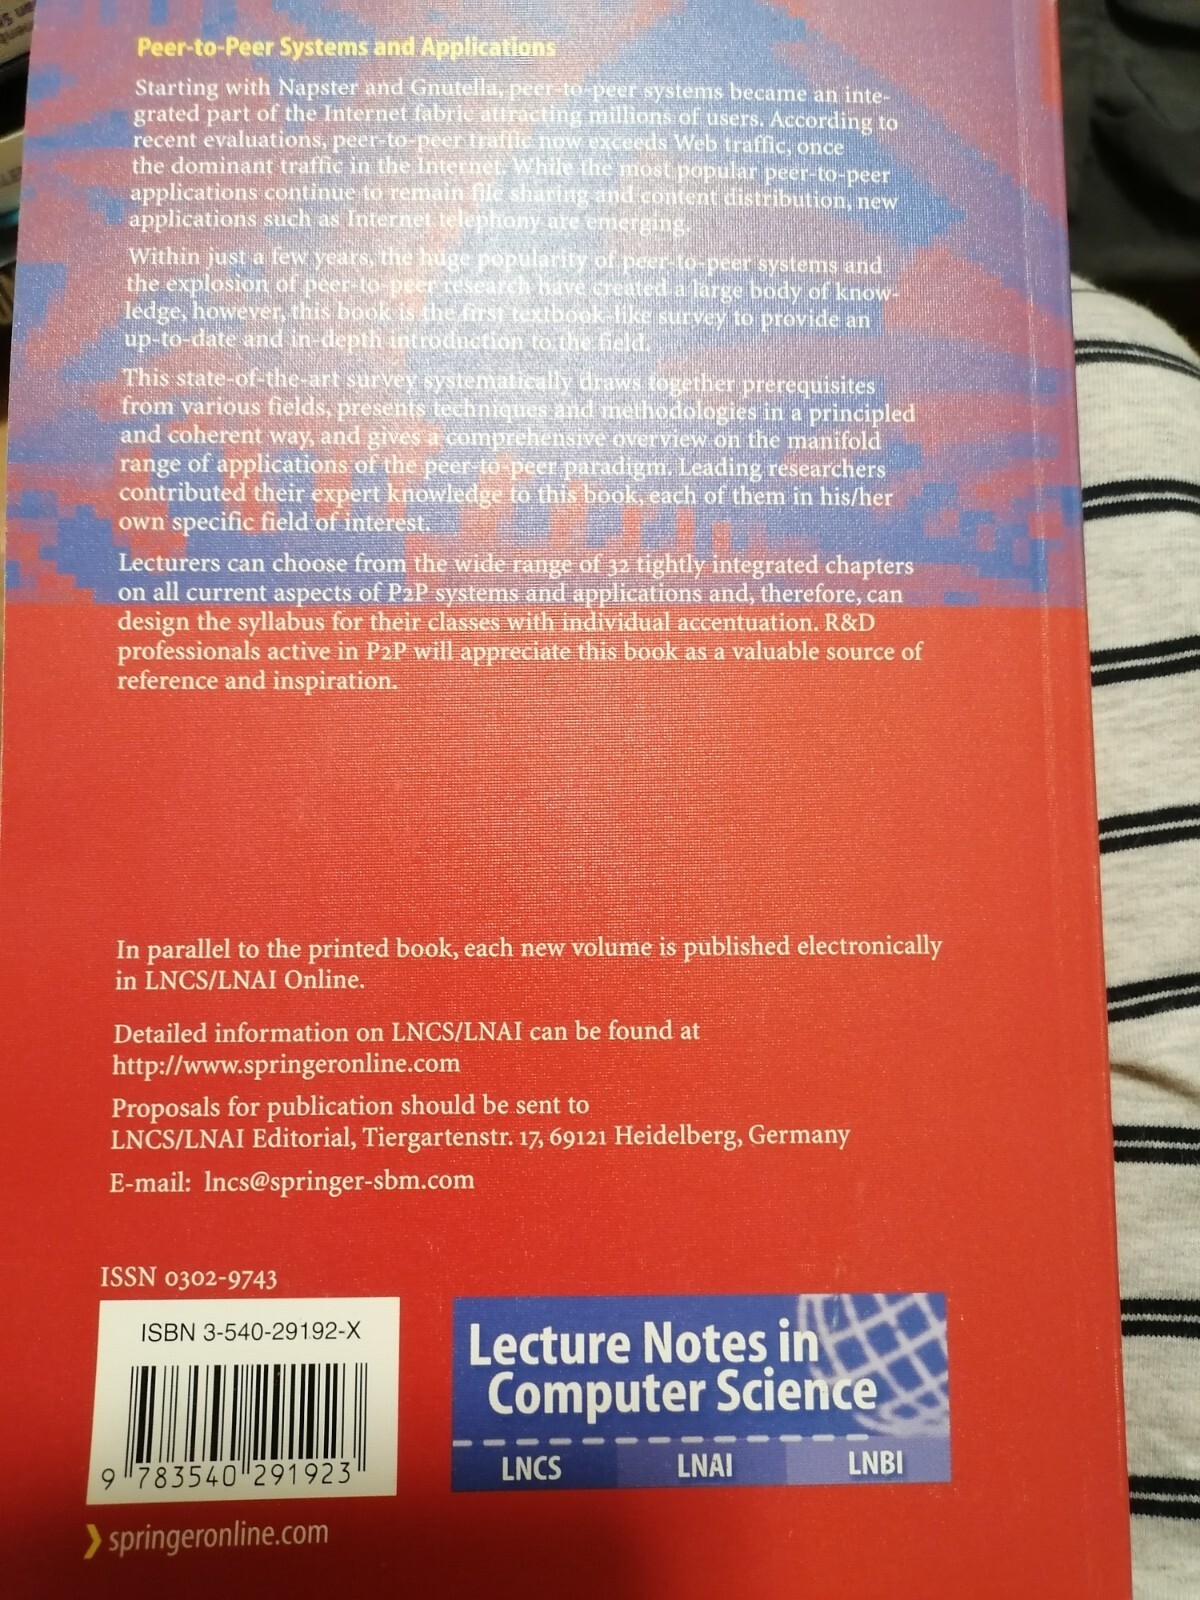 Peer-to-Peer Systems and Applications
Starting with Napster and Gnutella, peer-to-peer systems became an inte-
grated part of the Internet fabric attracting millions of users. According to
recent evaluations, peer-to-peer traffic now exceeds Web traffic, once
the dominant traffic in the Internet. While the most popular peer-to-peer
applications continue to remain file sharing and content distribution, new
applications such as Internet telephony are emerging.
Within just a few years, the huge popularity of peer-to-peer systems and
the explosion of peer-to-peer research have created a large body of know-
ledge, however, this book is the first textbook-like survey to provide an
up-to-date and in-depth introduction to the field.
This state-of-the-art survey systematically draws together prerequisites
from various fields, presents techniques and methodologies in a principled
and coherent way, and gives a comprehensive overview on the manifold
range of applications of the peer-to-peer paradigm. Leading researchers
contributed their expert knowledge to this book, each of them in his/her
own specific field of interest.
Lecturers can choose from the wide range of 32 tightly integrated chapters
on all current aspects of P2P systems and applications and, therefore, can
design the syllabus for their classes with individual accentuation. R&D
professionals active in P2P will appreciate this book as a valuable source of
reference and inspiration.
In parallel to the printed book, each new volume is published electronically
in LNCS/LNAI Online.
Detailed information on LNCS/LNAI can be found at
http://www.springeronline.com
Proposals for publication should be sent to
LNCS/LNAI Editorial, Tiergartenstr. 17, 69121 Heidelberg, Germany
E-mail: lncs@springer-sbm.com
ISSN 0302-9743
ISBN 3-540-29192-X
9 783540 291923
Lecture Notes in
Computer Science
LNCS LNAI LNBI
springeronline.com